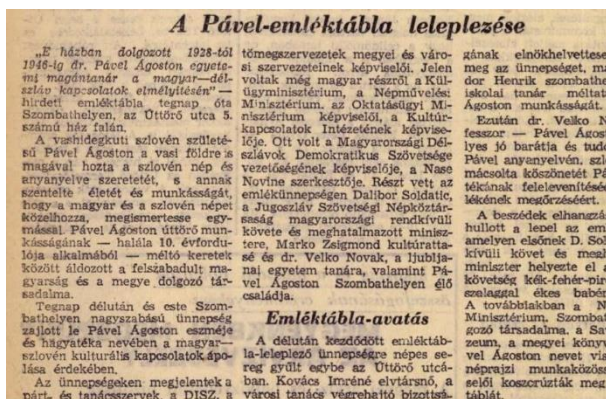 A Pável-emléktábla leleplezése
„E házban dolgozott 1928-tól
1946-ig dr. Pável Ágoston egyete-
mi magántanár a magyar—dél-
szláv kapcsolatok elmélyítésén" —
hirdeti emléktábla tegnap óta
Szombathelyen, az Úttörő utca 5.
számú ház falán.
A vashidegkuti szlovén születé-
sű Pável Ágoston a vasi földre is
magával hozta a szlovén nép és
anyanyelve szeretetét, s annak
szentelte életét és munkásságát,
hogy a magyar és a szlovén népet
közelhozza, megismertesse egy-
mással. Pável Ágoston úttörő mun-
kásságának — halála 10. évfordu-
lója alkalmából — méltó keretek
között áldozott a felszabadult ma-
gyarság és a megye dolgozó tár-
sadalma.
Tegnap délután és este Szom-
bathelyen nagyszabású ünnepség
zajlott le Pável Ágoston eszméje
és hagyatéka nevében a magyar—
szlovén kulturális kapcsolatok ápo-
lása érdekében.
Az ünnepségeken megjelentek a
párt- és tanácsszervek, a DISZ, a
tömegszervezetek megyei és váro-
si szervezeteinek képviselői. Jelen
voltak még magyar részről a Kül-
ügyminisztérium, a Népművelési
Minisztérium, az Oktatásügyi Mi-
nisztérium képviselői, a Kultúr-
kapcsolatok Intézetének képvise-
lője. Ott volt a Magyarországi Dél-
szlávok Demokratikus Szövetsége
vezetőségének képviselője, a Nase
Novine szerkesztője. Részt vett az
emlékünnepségen Dalibor Soldatic,
a Jugoszláv Szövetségi Népköztár-
saság magyarországi rendkívüli
követe és meghatalmazott minisz-
tere, Marko Zsigmond kultúratta-
sé és dr. Velko Novak, a ljublja-
nai egyetem tanára, valamint Pá-
vel Ágoston Szombathelyen élő
családja.
Emléktábla-avatás
A délután kezdődött emléktáb-
la-leleplező ünnepségre népes se-
reg gyűlt egybe az Úttörő utcá-
ban. Kovács Imréné elvtársnő, a
városi tanács végrehajtó bizottsá-
gának elnökhelyettese
meg az ünnepséget, ma
dor Henrik szombathe
iskolai tanár méltat
Ágoston munkásságát.
Ezután dr. Velko N
fesszor — Pável Ágos
lyes jó barátja és tudó
Pável anyanyelvén, szl
mácsolta köszönetét Pá
tékának felelevenítésé
lékének megőrzéséért.
A beszédek elhangzá
hullott a lepel az em
amelyen elsőnek D. Sol
kívüli követ és megh
miniszter helyezte el a
követség kék-fehér-pir
szalaggal ékes babér
A továbbiakban a N
Minisztérium, Szombat
gozó társadalma, a Sa
zeum, a megyei könyv
vel Ágoston nevet vis
néprajzi munkaközöss
selői koszorúzták meg
táblát.